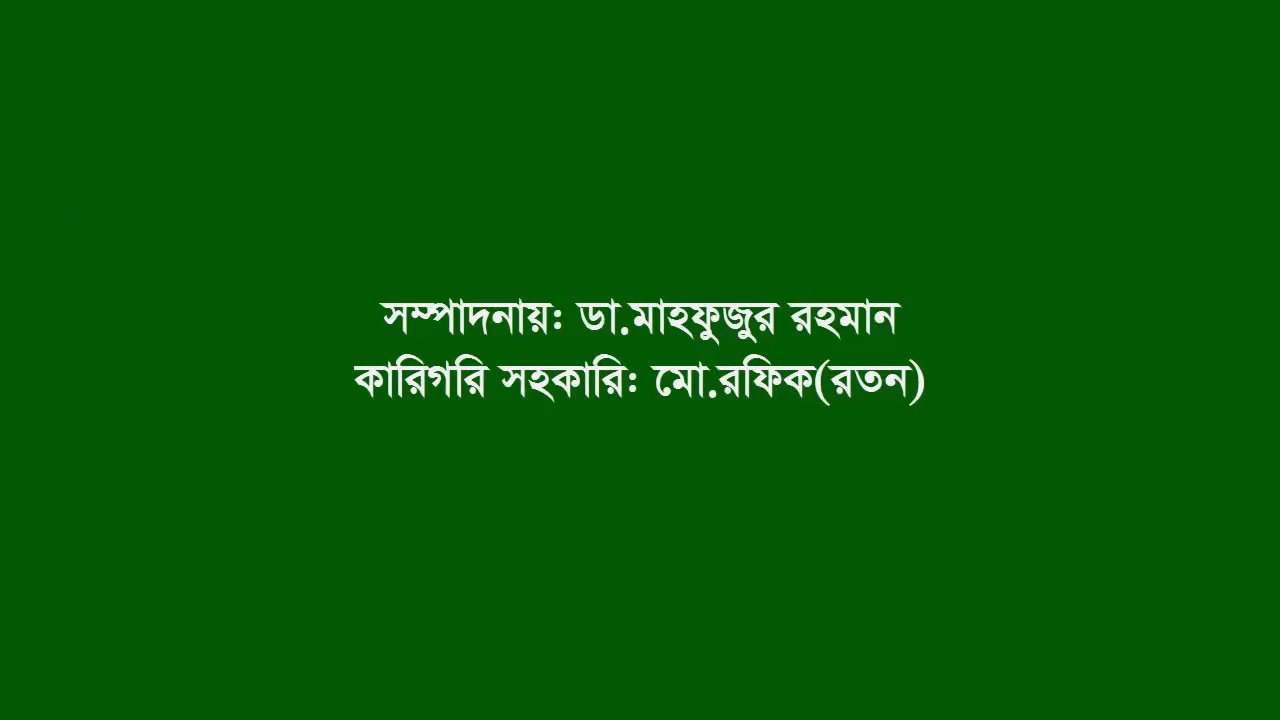 সম্পাদনায়: ডা.মাহফুজুর রহমান
কারিগরি সহকারি: মো.রফিক(রতন)